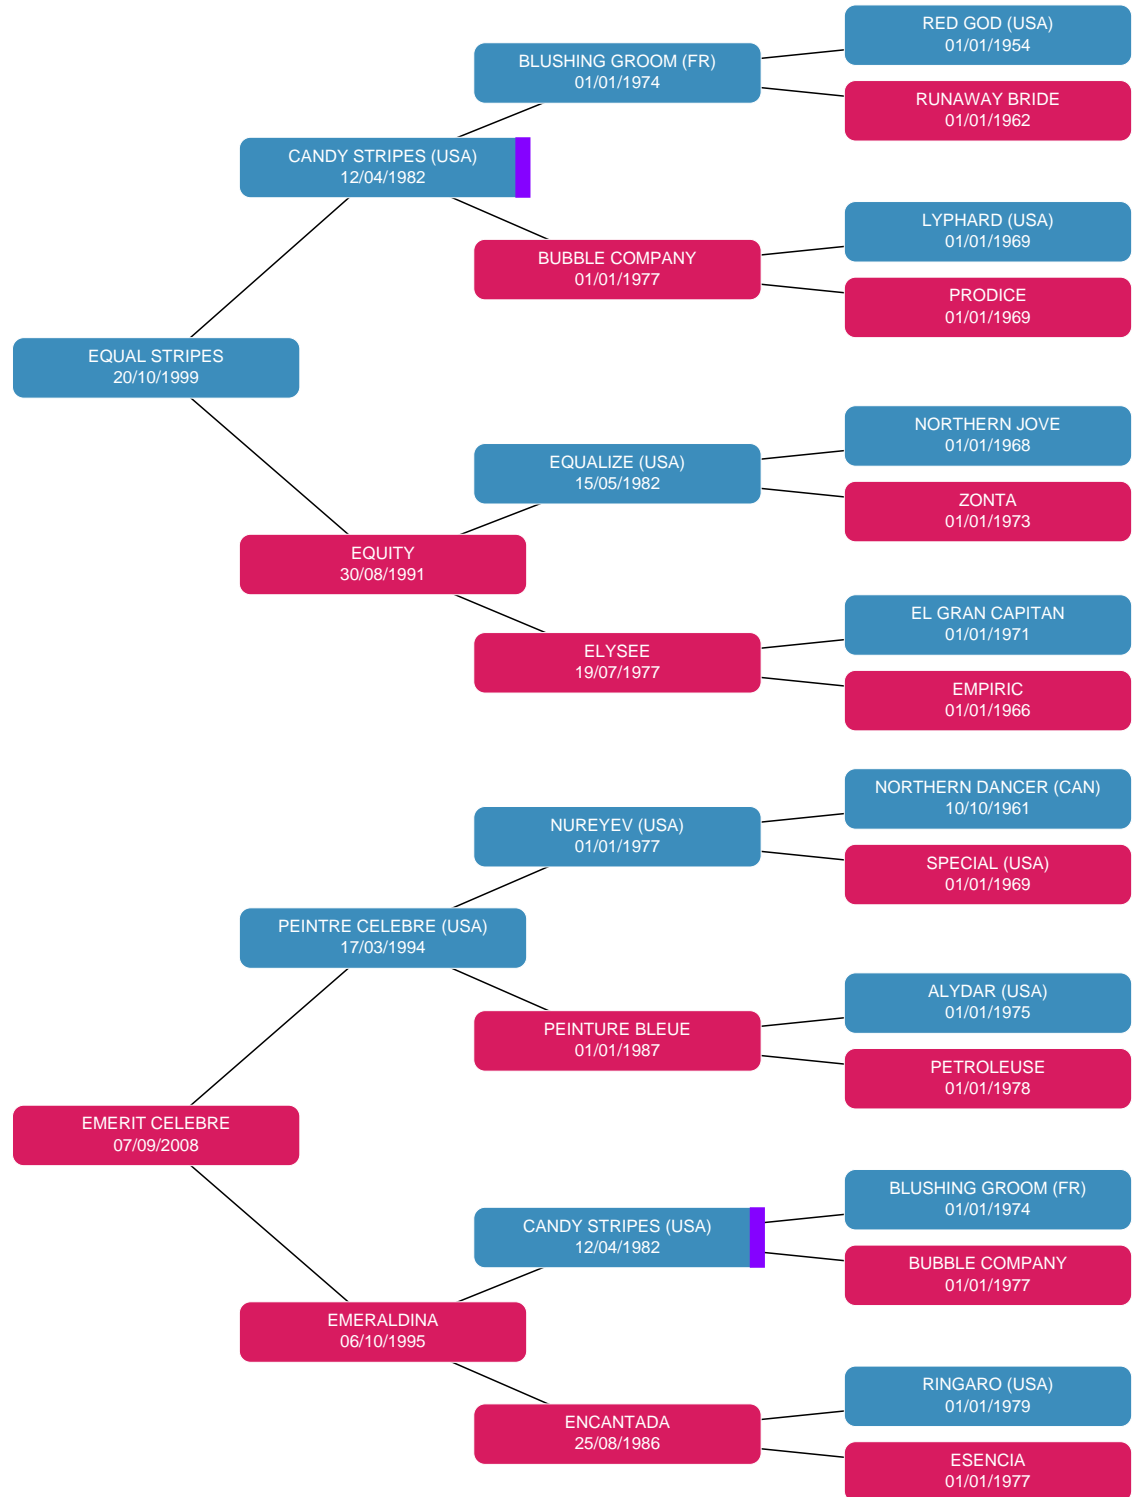 RED GOD (USA)
01/01/1954
BLUSHING GROOM (FR)
01/01/1974
RUNAWAY BRIDE
01/01/1962
CANDY STRIPES (USA)
12/04/1982
LYPHARD (USA)
01/01/1969
BUBBLE COMPANY
01/01/1977
PRODICE
01/01/1969
EQUAL STRIPES
20/10/1999
NORTHERN JOVE
01/01/1968
EQUALIZE (USA)
15/05/1982
ZONTA
01/01/1973
EQUITY
30/08/1991
EL GRAN CAPITAN
01/01/1971
ELYSEE
19/07/1977
EMPIRIC
01/01/1966
NORTHERN DANCER (CAN)
10/10/1961
NUREYEV (USA)
01/01/1977
SPECIAL (USA)
01/01/1969
PEINTRE CELEBRE (USA)
17/03/1994
ALYDAR (USA)
01/01/1975
PEINTURE BLEUE
01/01/1987
PETROLEUSE
01/01/1978
EMERIT CELEBRE
07/09/2008
BLUSHING GROOM (FR)
01/01/1974
CANDY STRIPES (USA)
12/04/1982
BUBBLE COMPANY
01/01/1977
EMERALDINA
06/10/1995
RINGARO (USA)
01/01/1979
ENCANTADA
25/08/1986
ESENCIA
01/01/1977